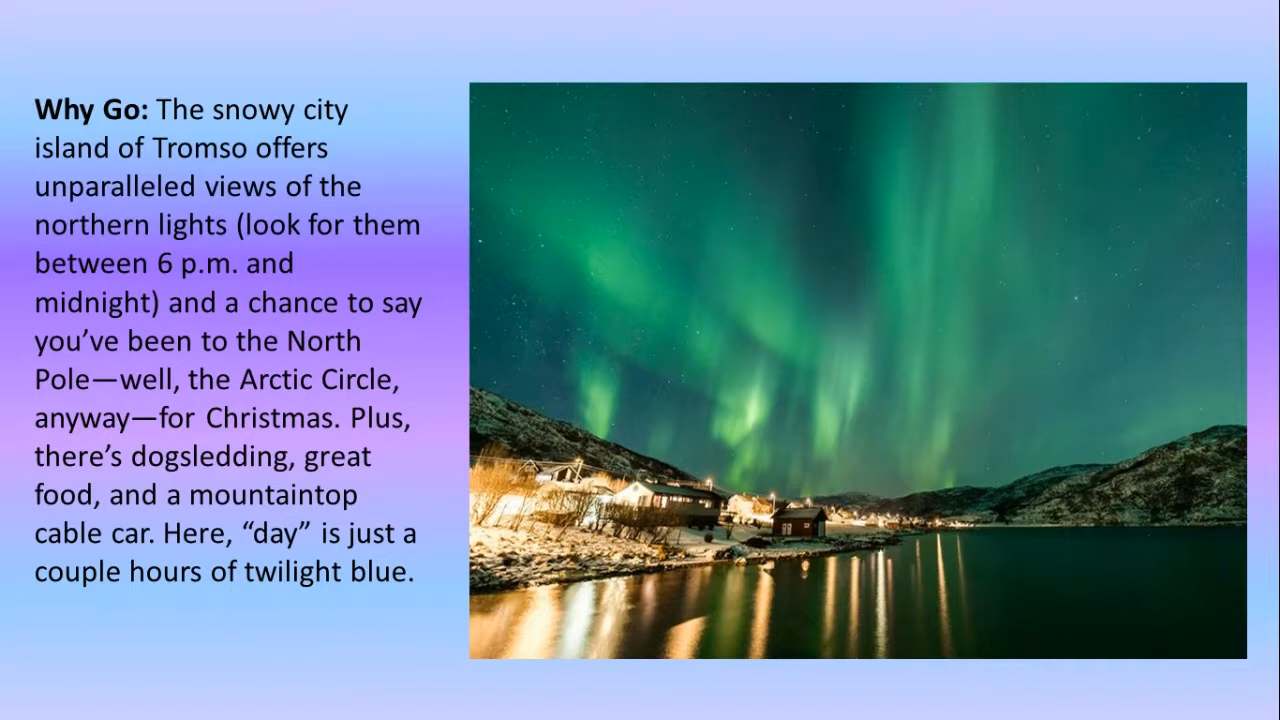 Why Go: The snowy city
island of Tromso offers
unparalleled views of the
northern lights (look for them
between 6 p.m. and
midnight) and a chance to say
you’ve been to the North
Pole—well, the Arctic Circle,
anyway—for Christmas. Plus,
there’s dogsledding, great
food, and a mountaintop
cable car. Here, “day” is just a
couple hours of twilight blue.